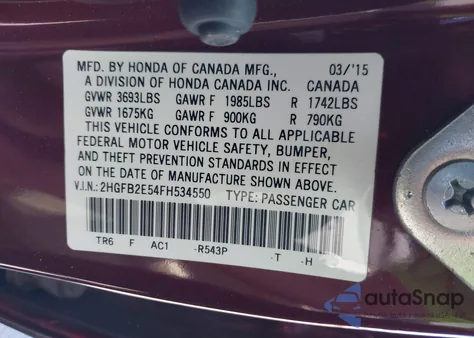 MFD. BY HONDA OF CANADA MFG., 03/'15
A DIVISION OF HONDA CANADA INC. CANADA
GVWR 3693LBS GAWR F 1985LBS R 1742LBS
GVWR 1675KG GAWR F 900KG R 790KG
THIS VEHICLE CONFORMS TO ALL APPLICABLE
FEDERAL MOTOR VEHICLE SAFETY, BUMPER,
AND THEFT PREVENTION STANDARDS IN EFFECT
ON THE DATE OF MANUFACTURE SHOWN ABOVE.
V.I.N.: 2HGFB2E54FH534550 TYPE: PASSENGER CAR
TR6 F AC1 -R543P -T -H
autoSnap